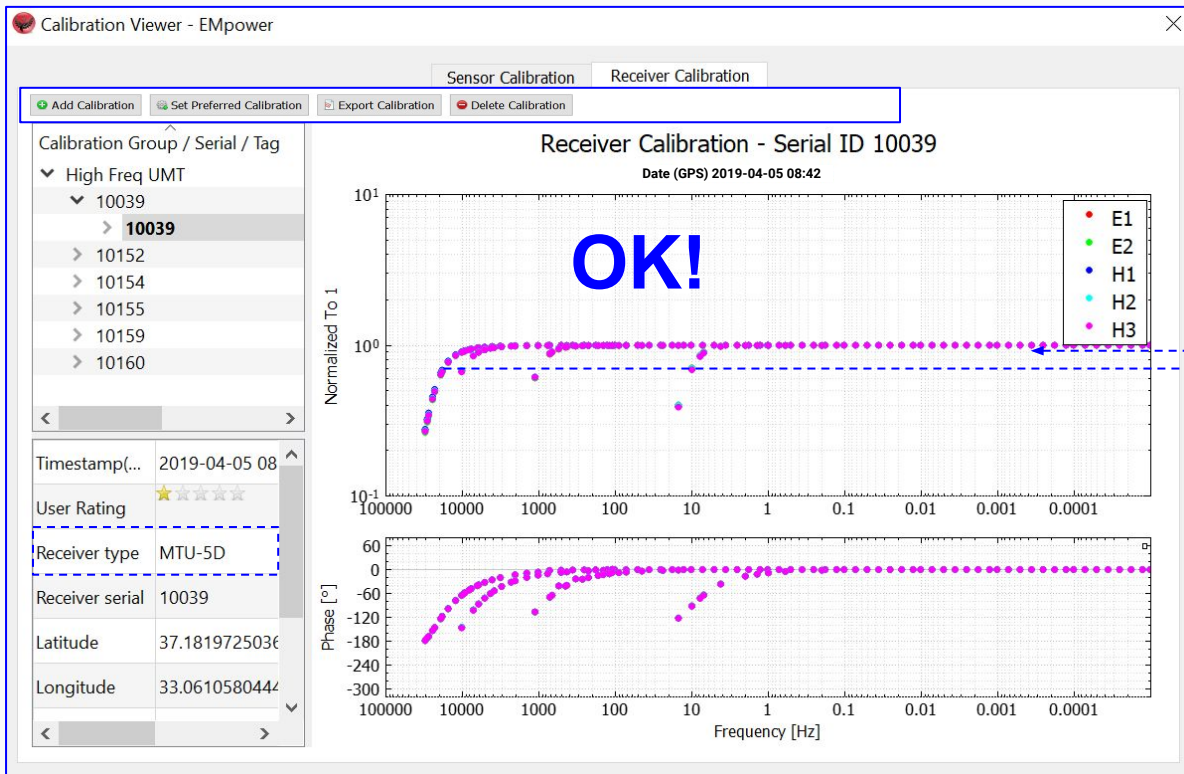 Calibration Viewer - EMpower
Sensor Calibration
Receiver Calibration
Add Calibration
Set Preferred Calibration
Export Calibration
Delete Calibration
Calibration Group / Serial / Tag
High Freq UMT
10039
10039
10152
10154
10155
10159
10160
Timestamp(... 2019-04-05 08
User Rating
Receiver type MTU-5D
Receiver serial 10039
Latitude 37.1819725036
Longitude 33.0610580444
Receiver Calibration - Serial ID 10039
Date (GPS) 2019-04-05 08:42
OK!
E1
E2
H1
H2
H3
Normalized To 1
10¹
10⁰
10⁻¹
100000 10000 1000 100 10 1 0.1 0.01 0.001 0.0001
Phase [°]
60
0
-60
-120
-180
-240
-300
100000 10000 1000 100 10 1 0.1 0.01 0.001 0.0001
Frequency [Hz]